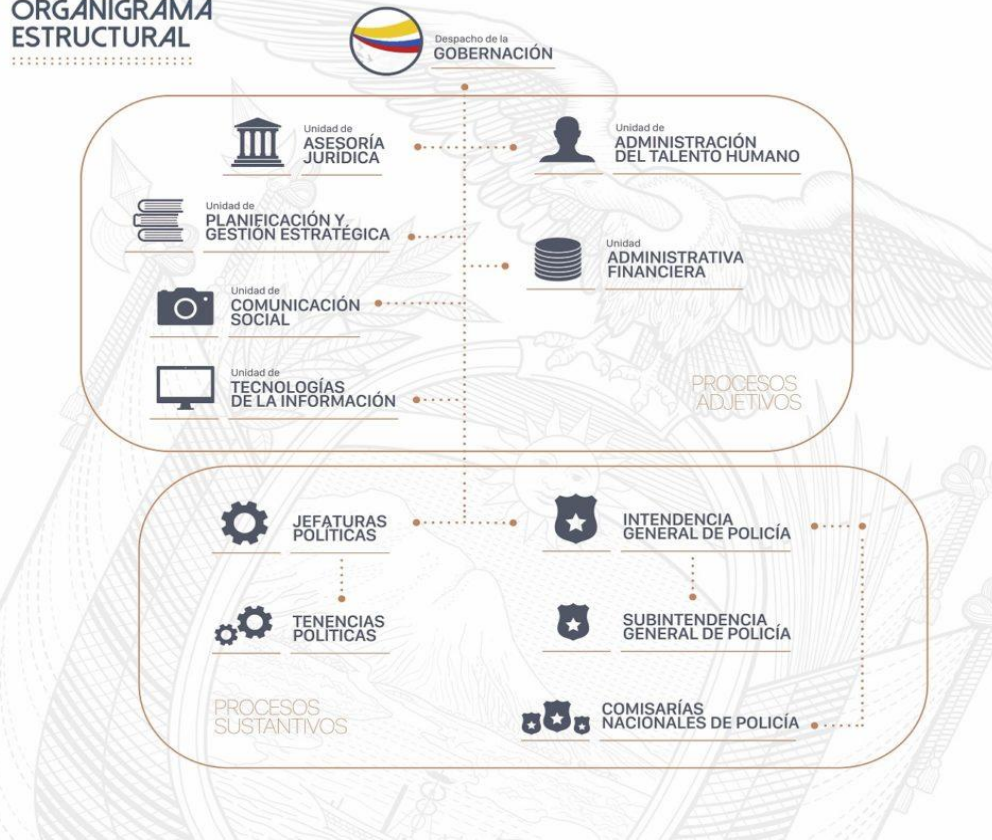 ORGANIGRAMA
ESTRUCTURAL
Despacho de la
GOBERNACIÓN
Unidad de
ASESORÍA
JURÍDICA
Unidad de
ADMINISTRACIÓN
DEL TALENTO HUMANO
Unidad de
PLANIFICACIÓN Y
GESTIÓN ESTRATÉGICA
Unidad
ADMINISTRATIVA
FINANCIERA
Unidad de
COMUNICACIÓN
SOCIAL
Unidad de
TECNOLOGÍAS
DE LA INFORMACIÓN
PROCESOS
ADJETIVOS
JEFATURAS
POLÍTICAS
INTENDENCIA
GENERAL DE POLICÍA
TENENCIAS
POLÍTICAS
SUBINTENDENCIA
GENERAL DE POLICÍA
PROCESOS
SUSTANTIVOS
COMISARÍAS
NACIONALES DE POLICÍA